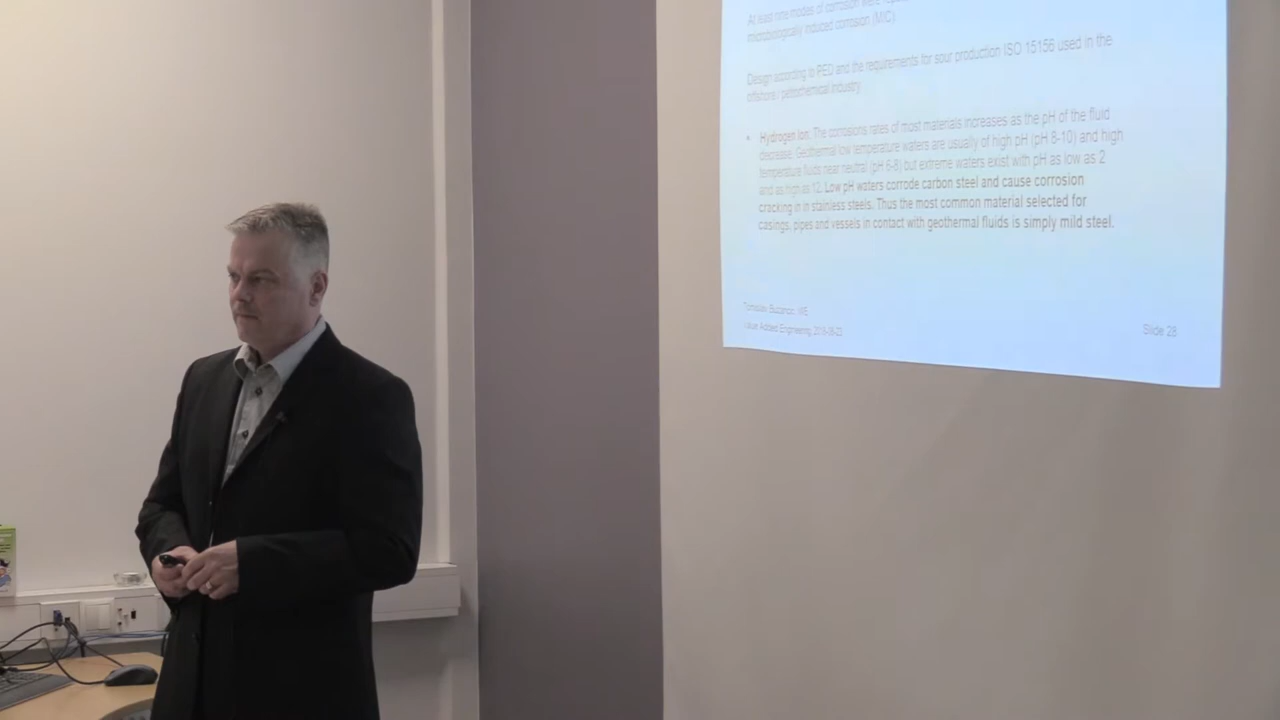 At least nine modes of corrosion were
microbiologically induced corrosion (MIC)
Design according to PED and the requirements for sour production ISO 15156 used in the
offshore / petrochemical industry
• Hydrogen Ion. The corrosions rates of most materials increases as the pH of the fluid
decrease. Geothermal low temperature waters are usually of high pH (pH 8-10) and high
temperature fluids near neutral (pH 6-8) but extreme waters exist with pH as low as 2
and as high as 12. Low pH waters corrode carbon steel and cause corrosion
cracking in in stainless steels. Thus the most common material selected for
casings, pipes and vessels in contact with geothermal fluids is simply mild steel.
Value Added Engineering
Slide 28